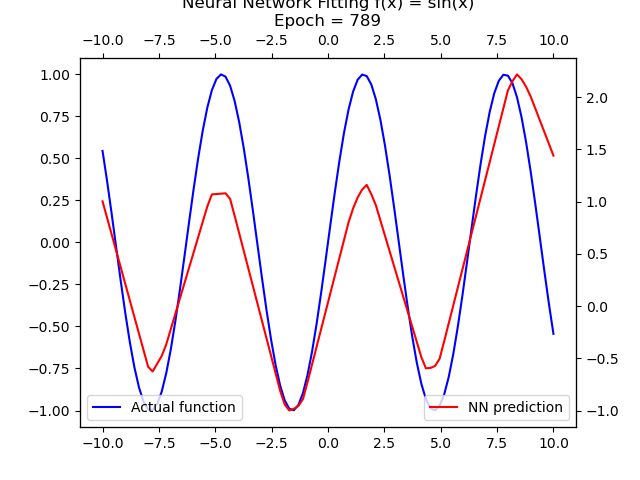 Neural Network Fitting f(x) = sin(x)
Epoch = 789
−10.0 −7.5 −5.0 −2.5 0.0 2.5 5.0 7.5 10.0
1.00
0.75
0.50
0.25
0.00
−0.25
−0.50
−0.75
−1.00
2.0
1.5
1.0
0.5
0.0
−0.5
−1.0
Actual function
NN prediction
−10.0 −7.5 −5.0 −2.5 0.0 2.5 5.0 7.5 10.0